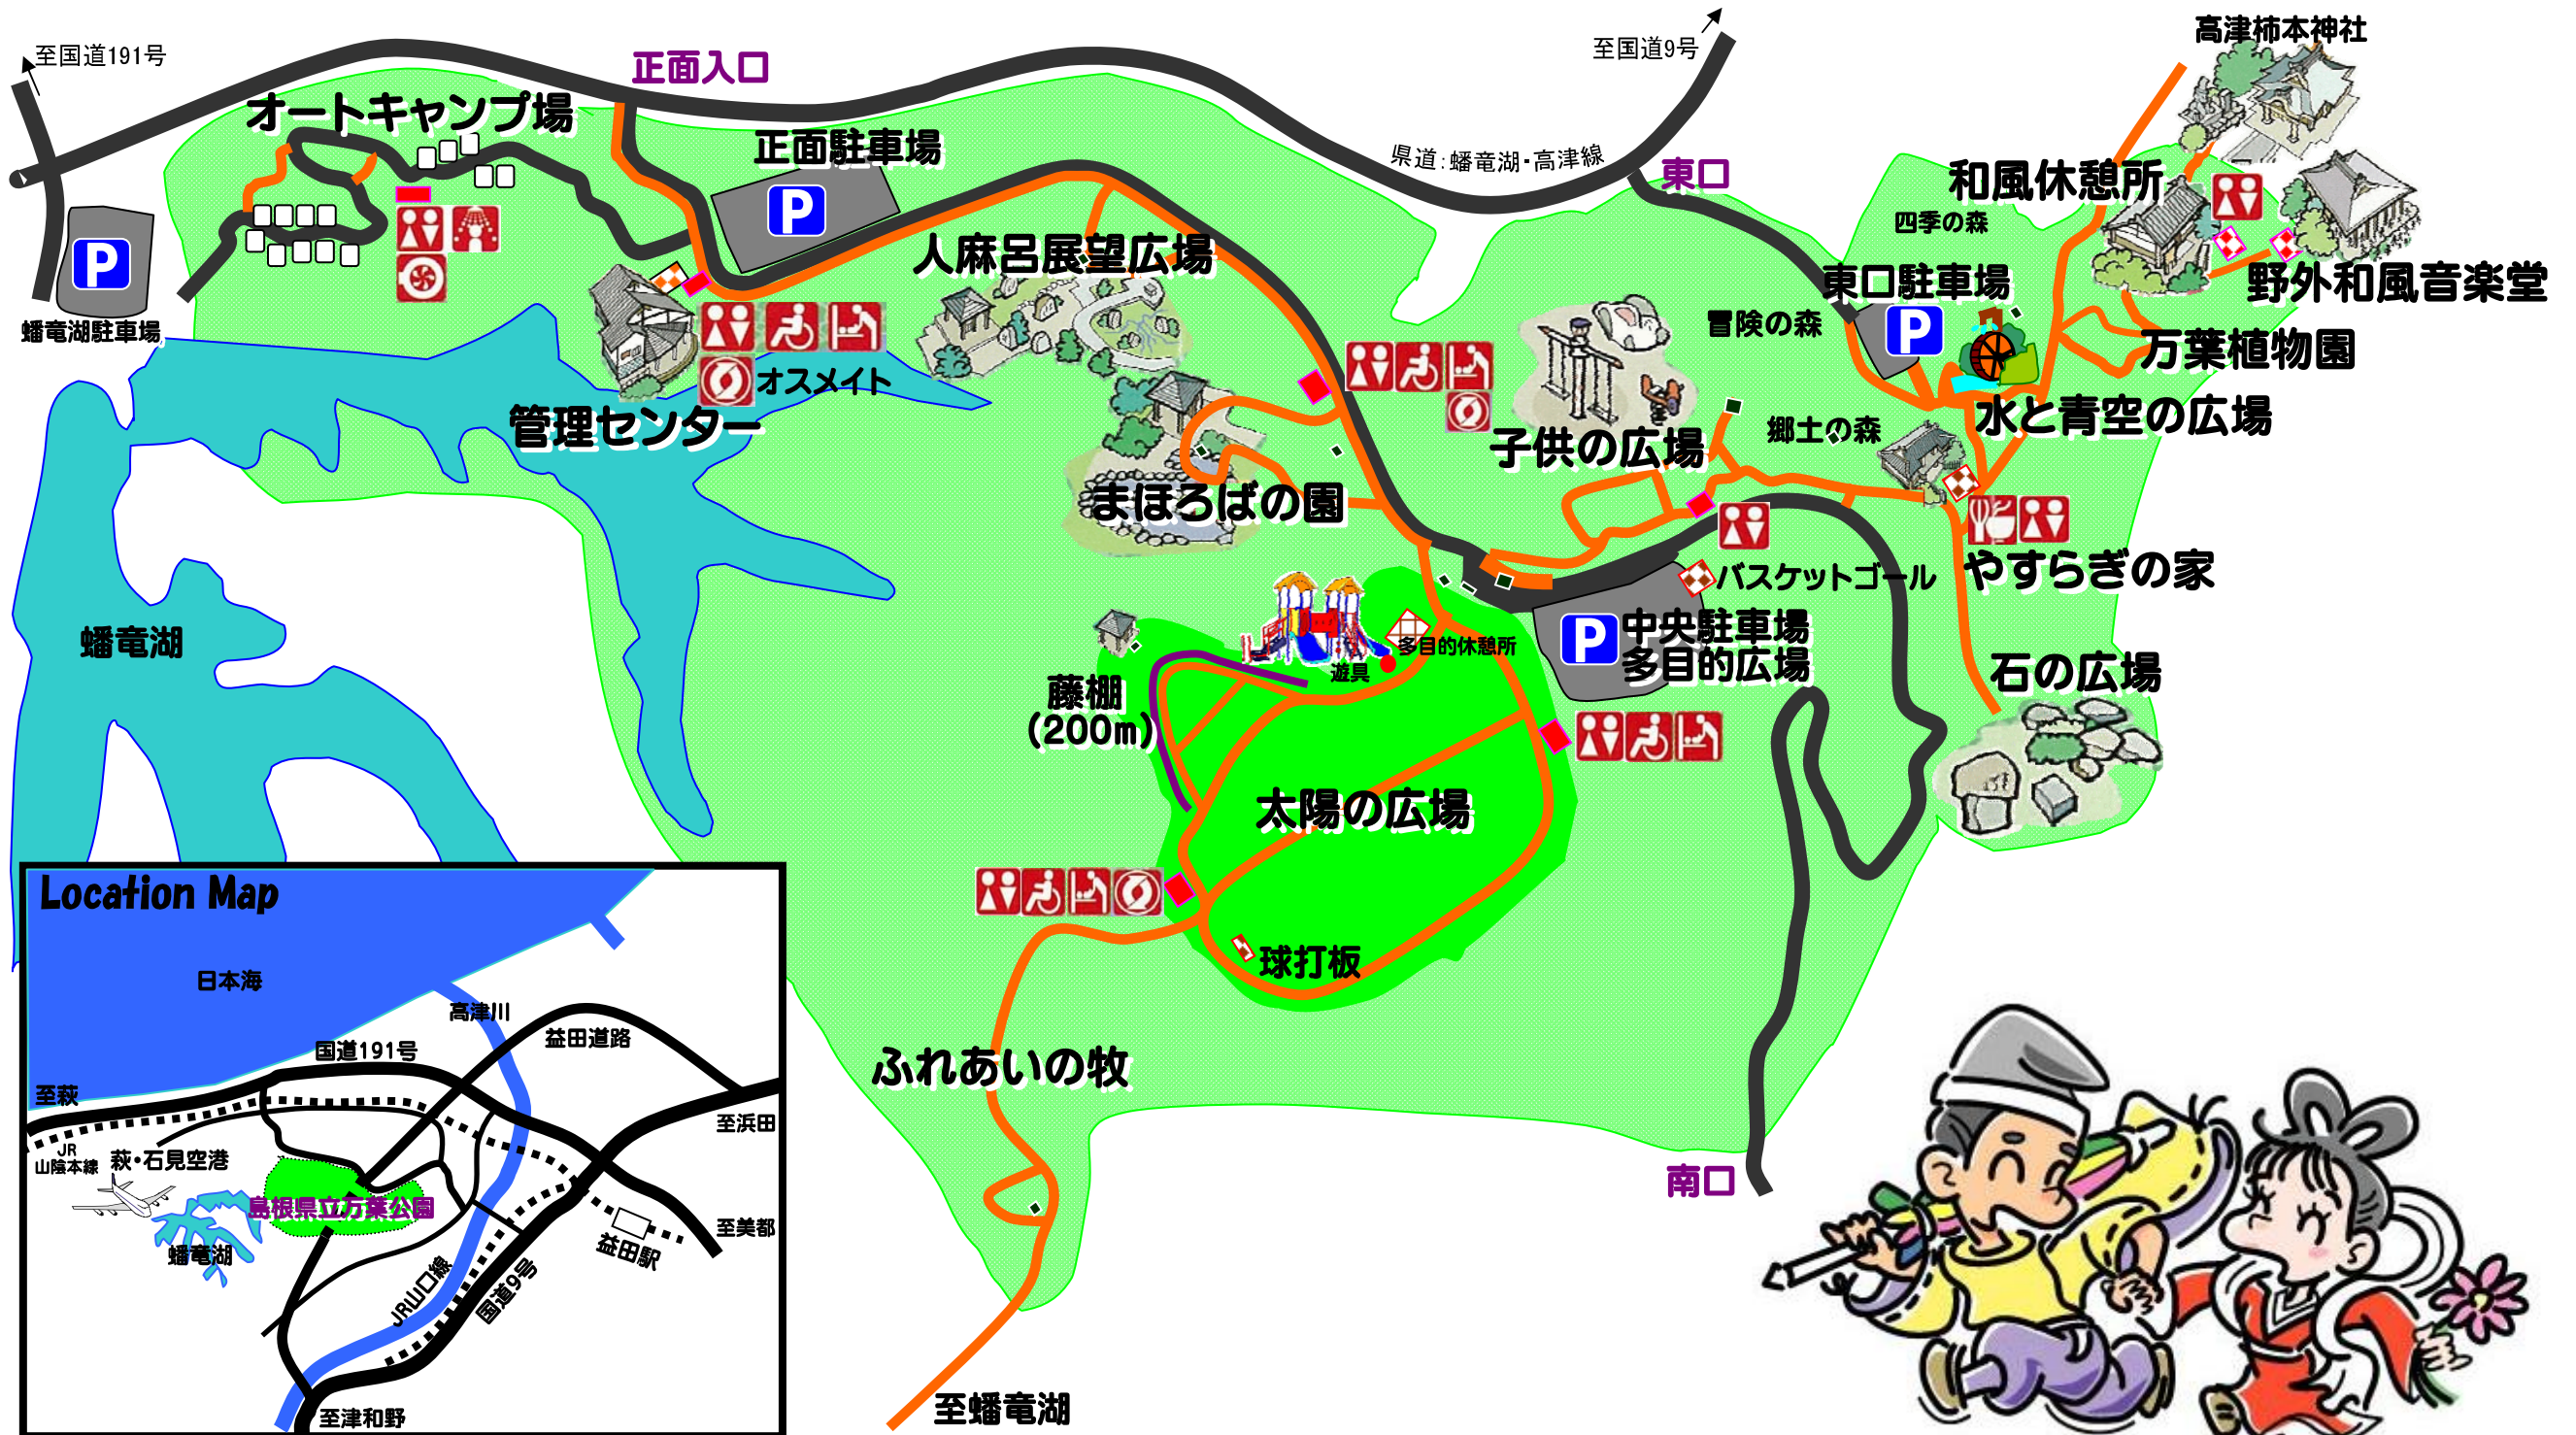 至国道191号
正面入口
至国道9号
高津柿本神社
オートキャンプ場
正面駐車場
P
県道:蟠竜湖・高津線
東口
和風休憩所
四季の森
P
蟠竜湖駐車場
人麻呂展望広場
東口駐車場
P
野外和風音楽堂
冒険の森
万葉植物園
オスメイト
管理センター
子供の広場
郷土の森
水と青空の広場
まほろばの園
やすらぎの家
バスケットゴール
蟠竜湖
多目的休憩所
遊具
P
中央駐車場
多目的広場
藤棚
(200m)
石の広場
太陽の広場
球打板
ふれあいの牧
南口
至蟠竜湖
Location Map
日本海
高津川
益田道路
国道191号
至萩
至浜田
JR
山陰本線
萩・石見空港
島根県立万葉公園
蟠竜湖
至美都
益田駅
JR山口線
国道9号
至津和野